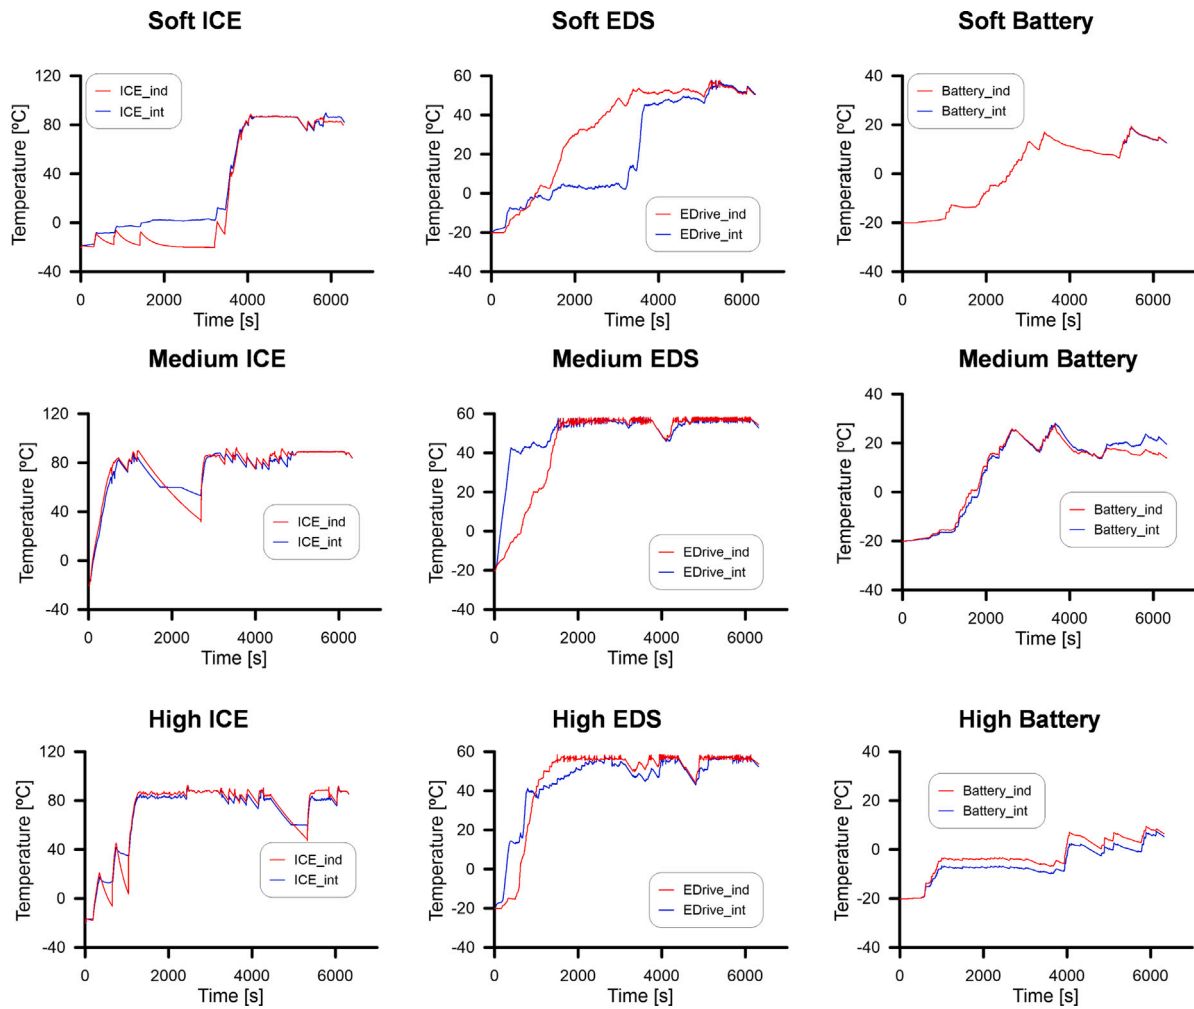 Soft ICE
120
80
40
0
-40
Temperature [ºC]
ICE_ind
ICE_int
0 2000 4000 6000
Time [s]
Soft EDS
60
40
20
0
-20
-40
Temperature [ºC]
EDrive_ind
EDrive_int
0 2000 4000 6000
Time [s]
Soft Battery
40
20
0
-20
-40
Temperature [ºC]
Battery_ind
Battery_int
0 2000 4000 6000
Time [s]
Medium ICE
120
80
40
0
-40
Temperature [ºC]
ICE_ind
ICE_int
0 2000 4000 6000
Time [s]
Medium EDS
60
40
20
0
-20
-40
Temperature [ºC]
EDrive_ind
EDrive_int
0 2000 4000 6000
Time [s]
Medium Battery
40
20
0
-20
-40
Temperature [ºC]
Battery_ind
Battery_int
0 2000 4000 6000
Time [s]
High ICE
120
80
40
0
-40
Temperature [ºC]
ICE_ind
ICE_int
0 2000 4000 6000
Time [s]
High EDS
60
40
20
0
-20
-40
Temperature [ºC]
EDrive_ind
EDrive_int
0 2000 4000 6000
Time [s]
High Battery
40
20
0
-20
-40
Temperature [ºC]
Battery_ind
Battery_int
0 2000 4000 6000
Time [s]